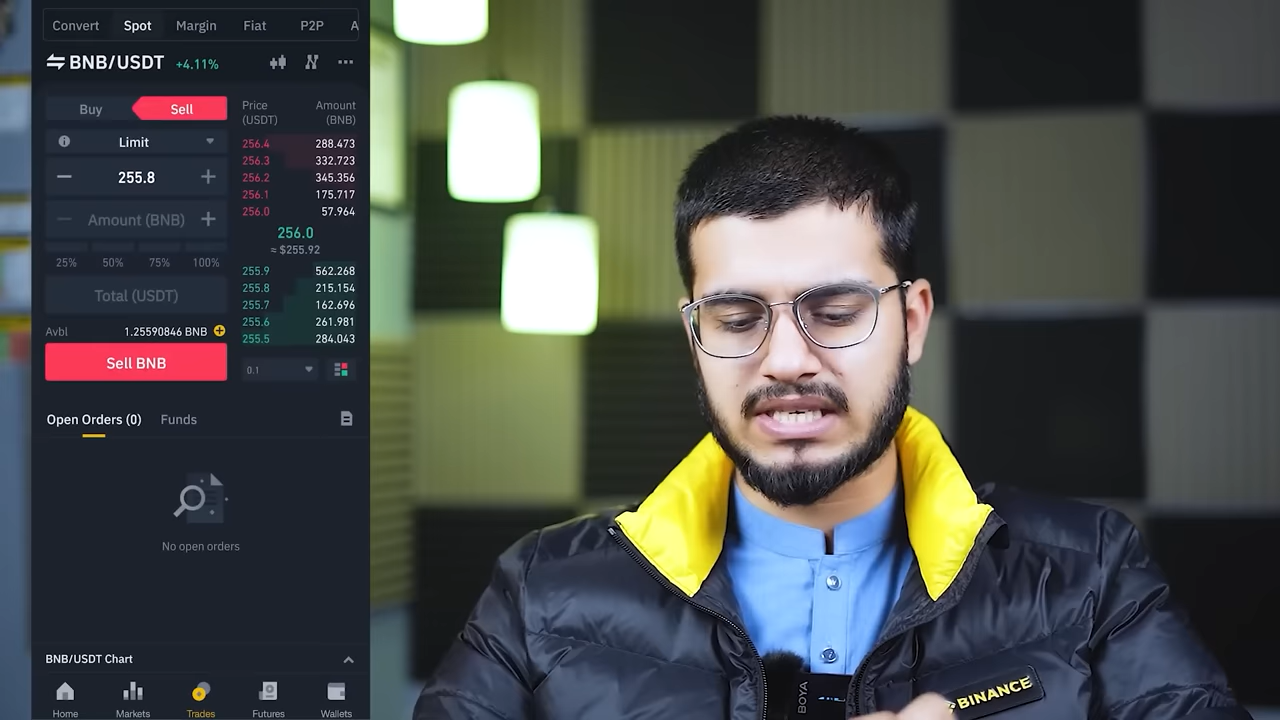 Convert Spot Margin Fiat P2P A
BNB/USDT +4.11%
Buy Sell
Price (USDT) Amount (BNB)
Limit
256.4 288.473
256.3 332.723
255.8
256.2 345.356
256.1 175.717
256.0 57.964
Amount (BNB)
256.0
≈ $255.92
25% 50% 75% 100%
255.9 562.268
255.8 215.154
Total (USDT)
255.7 162.696
255.6 261.981
Avbl 1.25590846 BNB
255.5 284.043
Sell BNB
0.1
Open Orders (0) Funds
No open orders
BNB/USDT Chart
Home Markets Trades Futures Wallets
BOYA
BINANCE